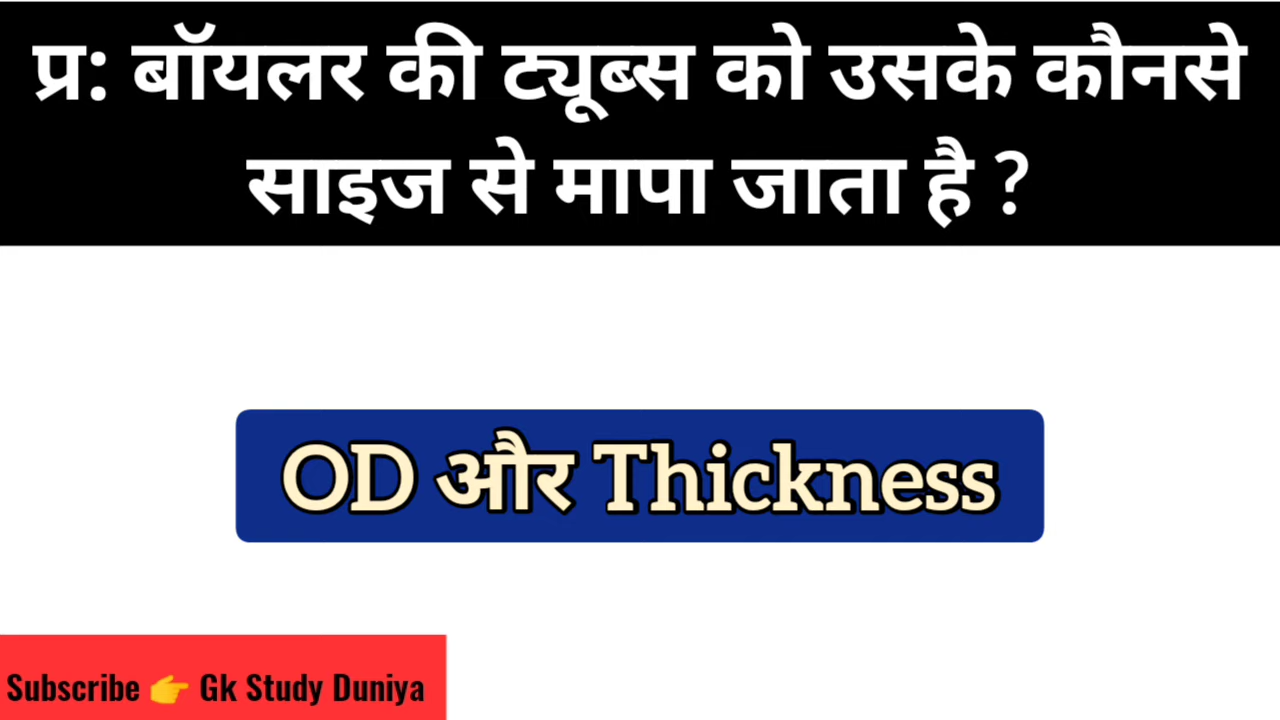 प्र: बॉयलर की ट्यूब्स को उसके कौनसे
साइज से मापा जाता है ?
OD और Thickness
Subscribe 👉 Gk Study Duniya